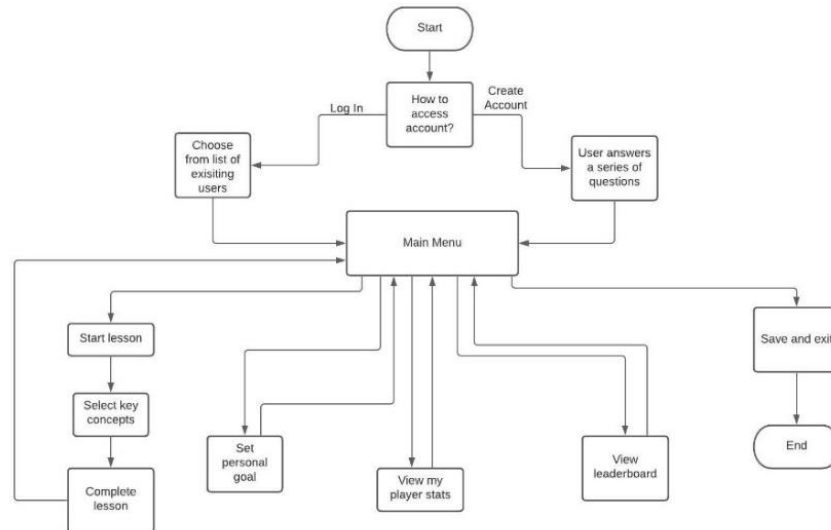 Start
How to
access
account?
Log In
Create
Account
Choose
from list of
exisiting
users
User answers
a series of
questions
Main Menu
Start lesson
Save and exit
Select key
concepts
Set
personal
goal
View my
player stats
View
leaderboard
End
Complete
lesson